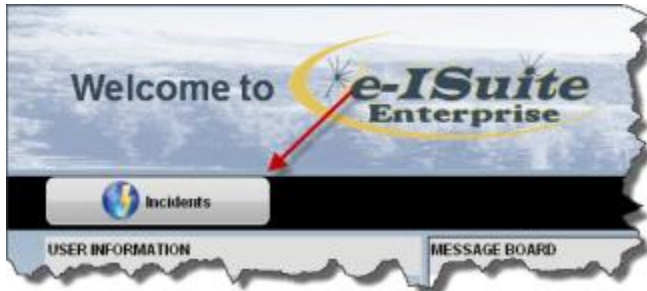 Welcome to e-ISuite
Enterprise
Incidents
USER INFORMATION MESSAGE BOARD